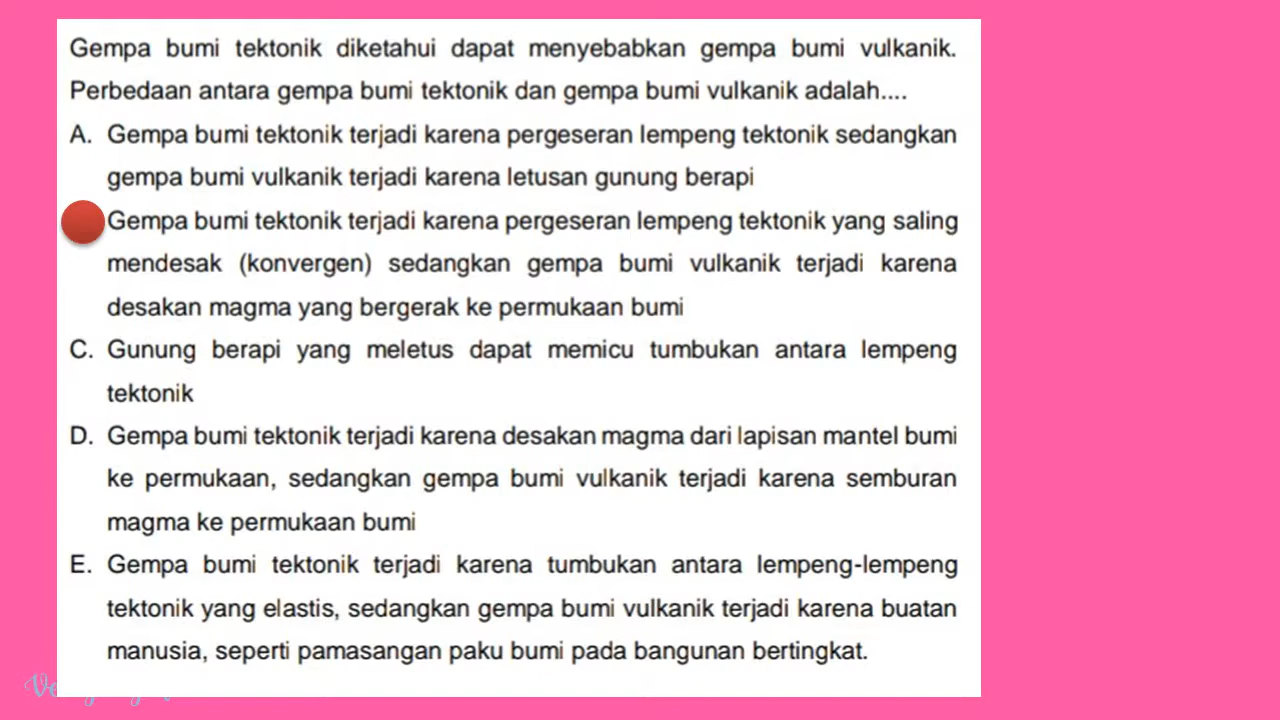 Gempa bumi tektonik diketahui dapat menyebabkan gempa bumi vulkanik.
Perbedaan antara gempa bumi tektonik dan gempa bumi vulkanik adalah....
A. Gempa bumi tektonik terjadi karena pergeseran lempeng tektonik sedangkan
gempa bumi vulkanik terjadi karena letusan gunung berapi
Gempa bumi tektonik terjadi karena pergeseran lempeng tektonik yang saling
mendesak (konvergen) sedangkan gempa bumi vulkanik terjadi karena
desakan magma yang bergerak ke permukaan bumi
C. Gunung berapi yang meletus dapat memicu tumbukan antara lempeng
tektonik
D. Gempa bumi tektonik terjadi karena desakan magma dari lapisan mantel bumi
ke permukaan, sedangkan gempa bumi vulkanik terjadi karena semburan
magma ke permukaan bumi
E. Gempa bumi tektonik terjadi karena tumbukan antara lempeng-lempeng
tektonik yang elastis, sedangkan gempa bumi vulkanik terjadi karena buatan
manusia, seperti pamasangan paku bumi pada bangunan bertingkat.